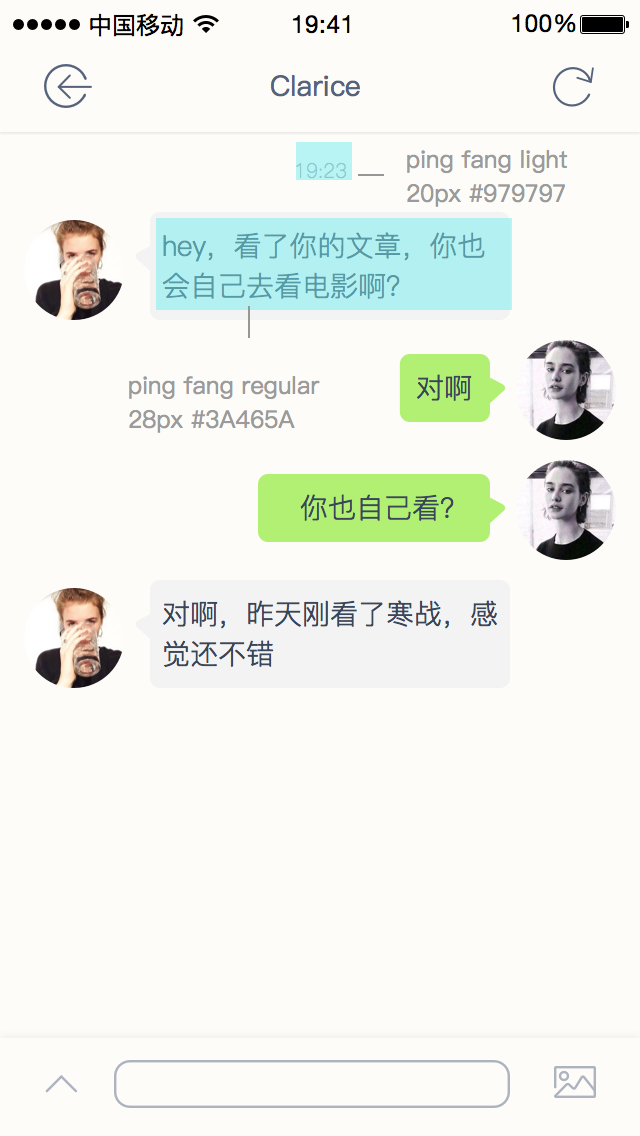 中国移动
19:41
100%
Clarice
19:23
ping fang light
20px #979797
hey，看了你的文章，你也
会自己去看电影啊?
ping fang regular
28px #3A465A
对啊
你也自己看?
对啊，昨天刚看了寒战，感
觉还不错